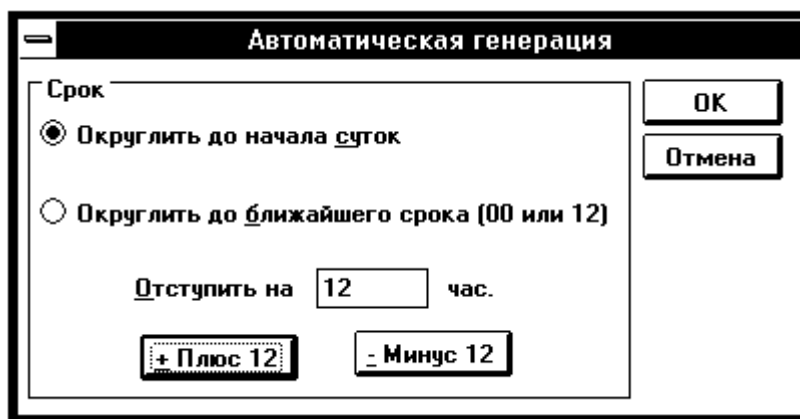 Автоматическая генерация
Срок
Округлить до начала суток
Округлить до ближайшего срока (00 или 12)
Отступить на 12 час.
+ Плюс 12
- Минус 12
OK
Отмена